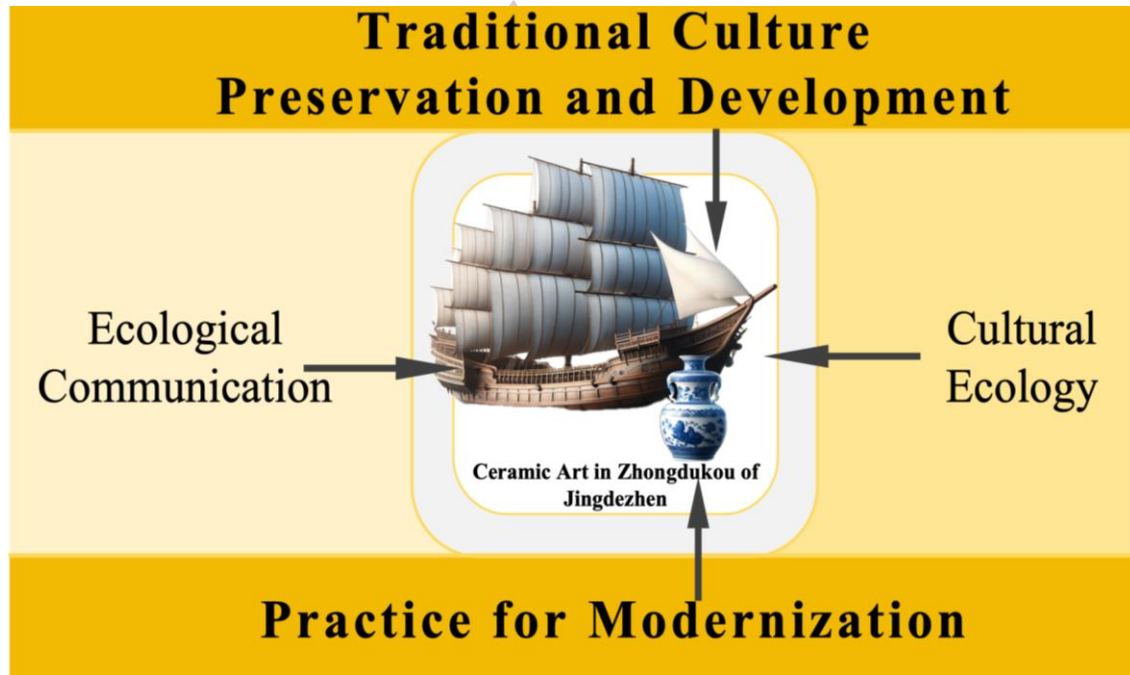 Traditional Culture
Preservation and Development
Ecological
Communication
Cultural
Ecology
Ceramic Art in Zhongdukou of
Jingdezhen
Practice for Modernization